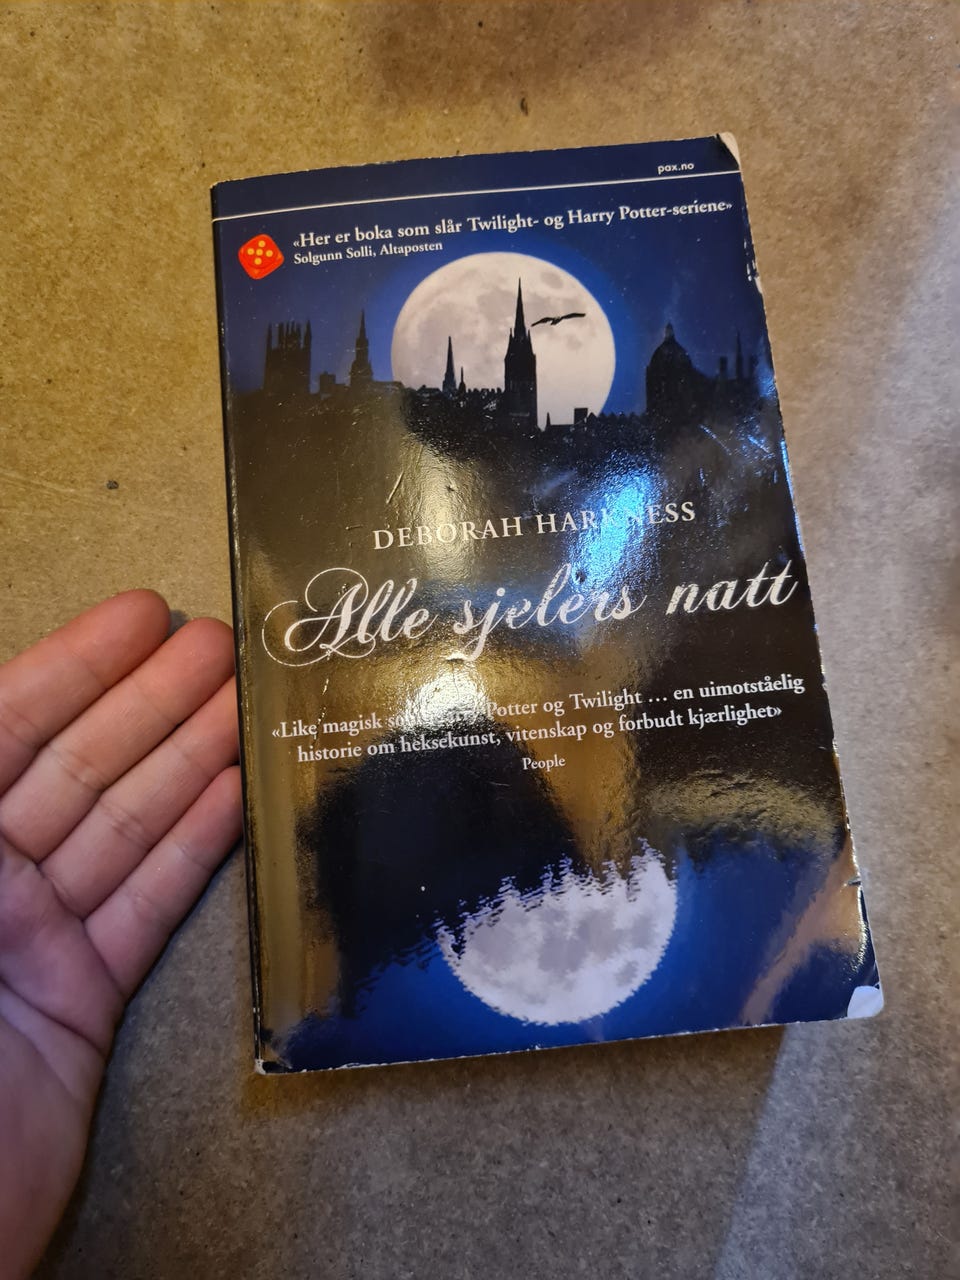 pax.no
«Her er boka som slår Twilight- og Harry Potter-seriene»
Solgunn Solli, Altaposten
DEBORAH HARKNESS
Alle sjelers natt
«Like magisk som Harry Potter og Twilight ... en uimotståelig
historie om heksekunst, vitenskap og forbudt kjærlighet»
People